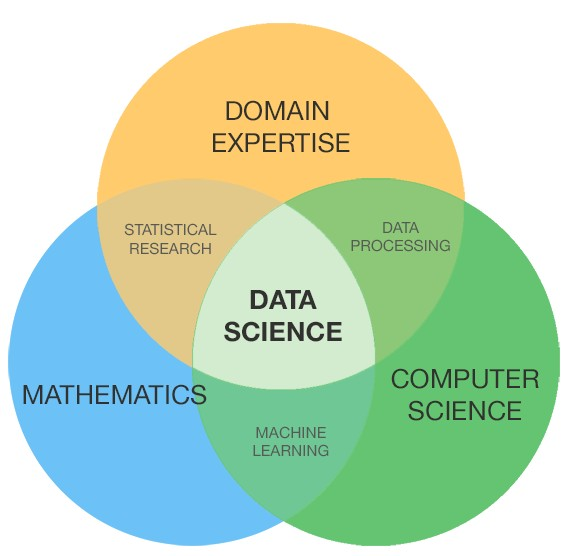 DOMAIN
EXPERTISE
STATISTICAL
RESEARCH
DATA
PROCESSING
DATA
SCIENCE
MATHEMATICS
COMPUTER
SCIENCE
MACHINE
LEARNING